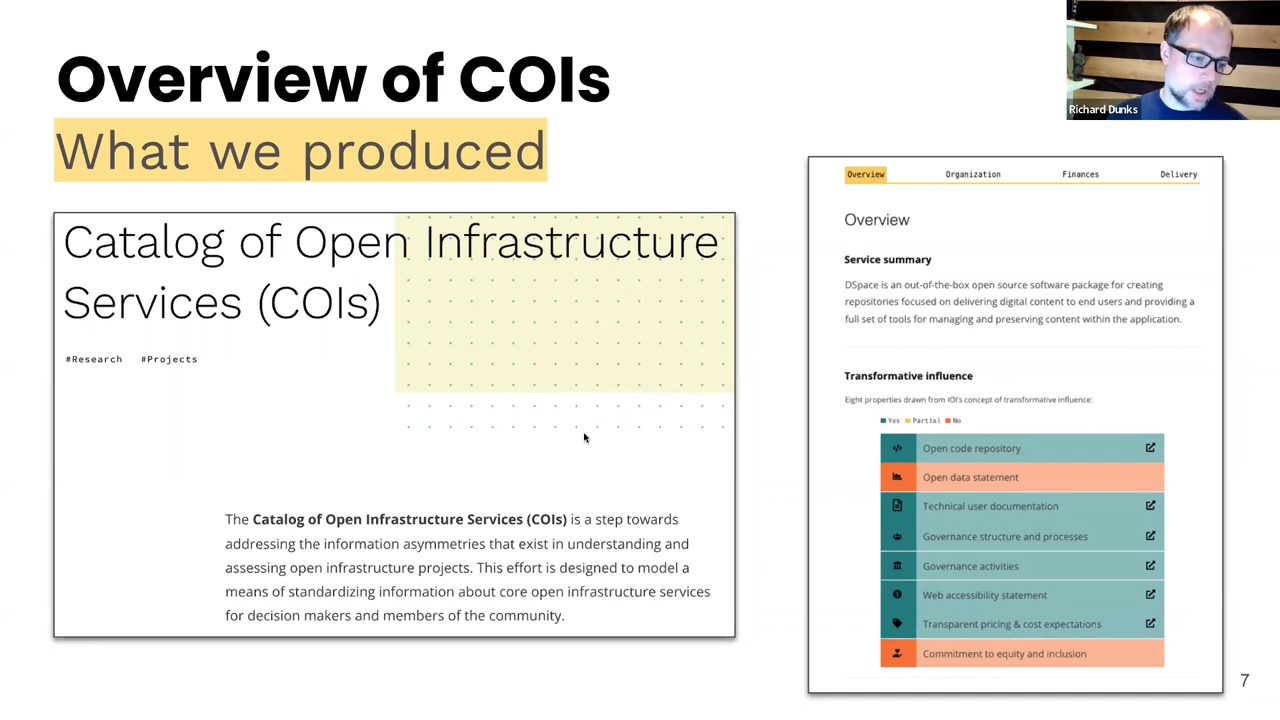 Overview of COIs
What we produced
Richard Dunks
Catalog of Open Infrastructure
Services (COIs)
#Research #Projects
The Catalog of Open Infrastructure Services (COIs) is a step towards
addressing the information asymmetries that exist in understanding and
assessing open infrastructure projects. This effort is designed to model a
means of standardizing information about core open infrastructure services
for decision makers and members of the community.
Overview Organization Finances Delivery
Overview
Service summary
DSpace is an out-of-the-box open source software package for creating
repositories focused on delivering digital content to end users and providing a
full set of tools for managing and preserving content within the application.
Transformative influence
Eight properties drawn from IOI's concept of transformative influence:
Yes Partial No
Open code repository
Open data statement
Technical user documentation
Governance structure and processes
Governance activities
Web accessibility statement
Transparent pricing & cost expectations
Commitment to equity and inclusion
7